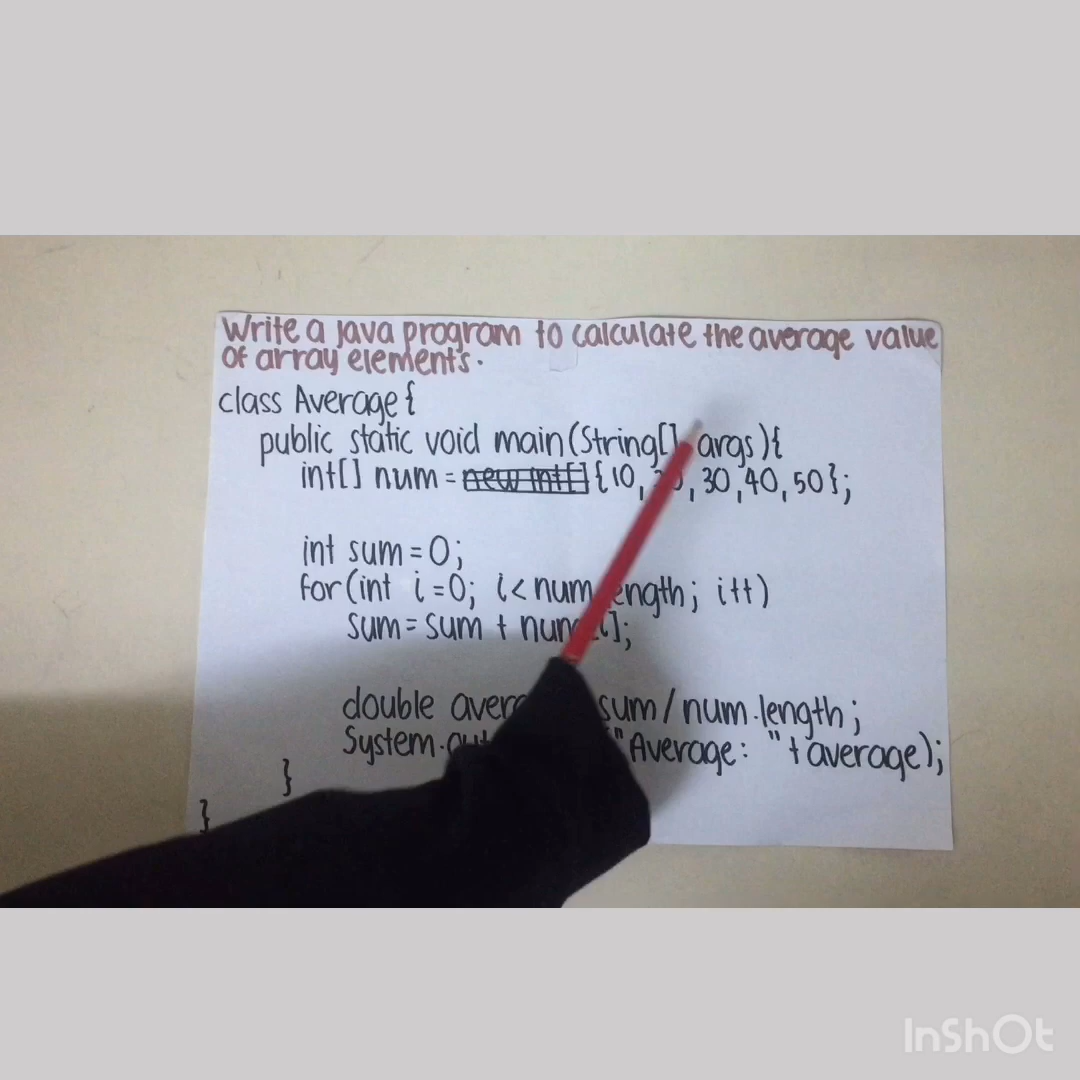 Write a java program to calculate the average value
of array elements.
class Average{
public static void main(String[] args){
int[] num = new int[] {10, , 30, 40, 50};
int sum = 0;
for(int i = 0; i < num length; i++)
sum = sum + num[i];
double sum / num.length;
System. "Average: " + average);
}
}
InShOt